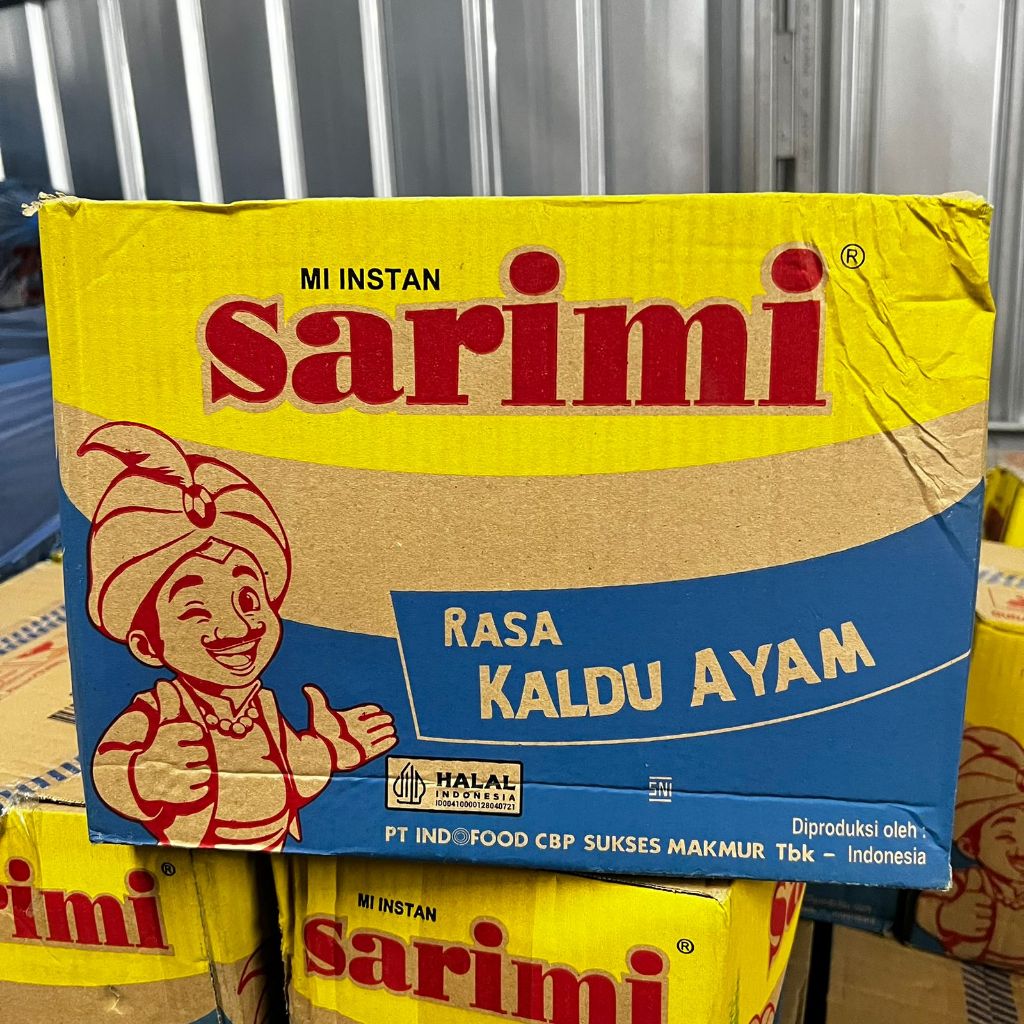 MI INSTAN
sarimi ®
RASA
KALDU AYAM
HALAL
INDONESIA
ID00410000128040721
SNI
Diproduksi oleh :
PT INDOFOOD CBP SUKSES MAKMUR Tbk – Indonesia
rimi ®
MI INSTAN
sarimi ®